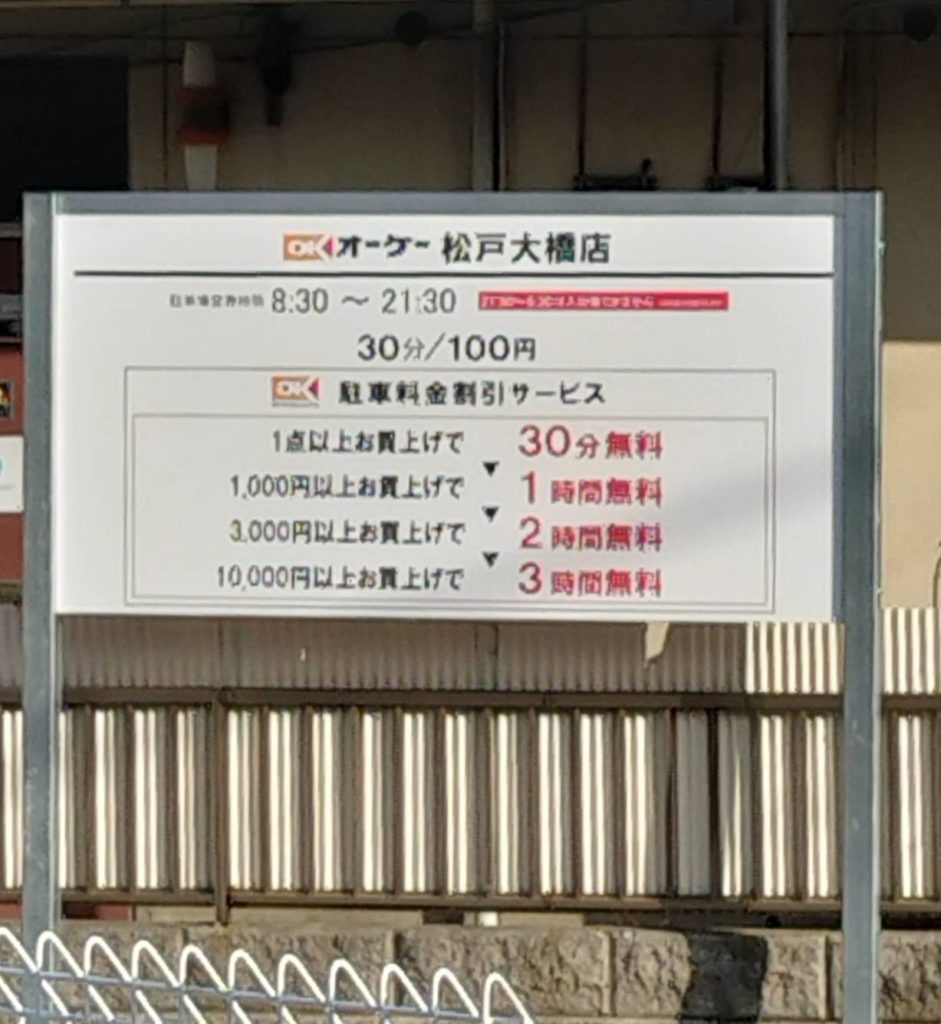 OK オーケー 松戸大橋店
駐車場営業時間 8:30 ～ 21:30
30分/100円
OK 駐車料金割引サービス
1点以上お買上げで 30分無料
▼
1,000円以上お買上げで 1時間無料
▼
3,000円以上お買上げで 2時間無料
▼
10,000円以上お買上げで 3時間無料